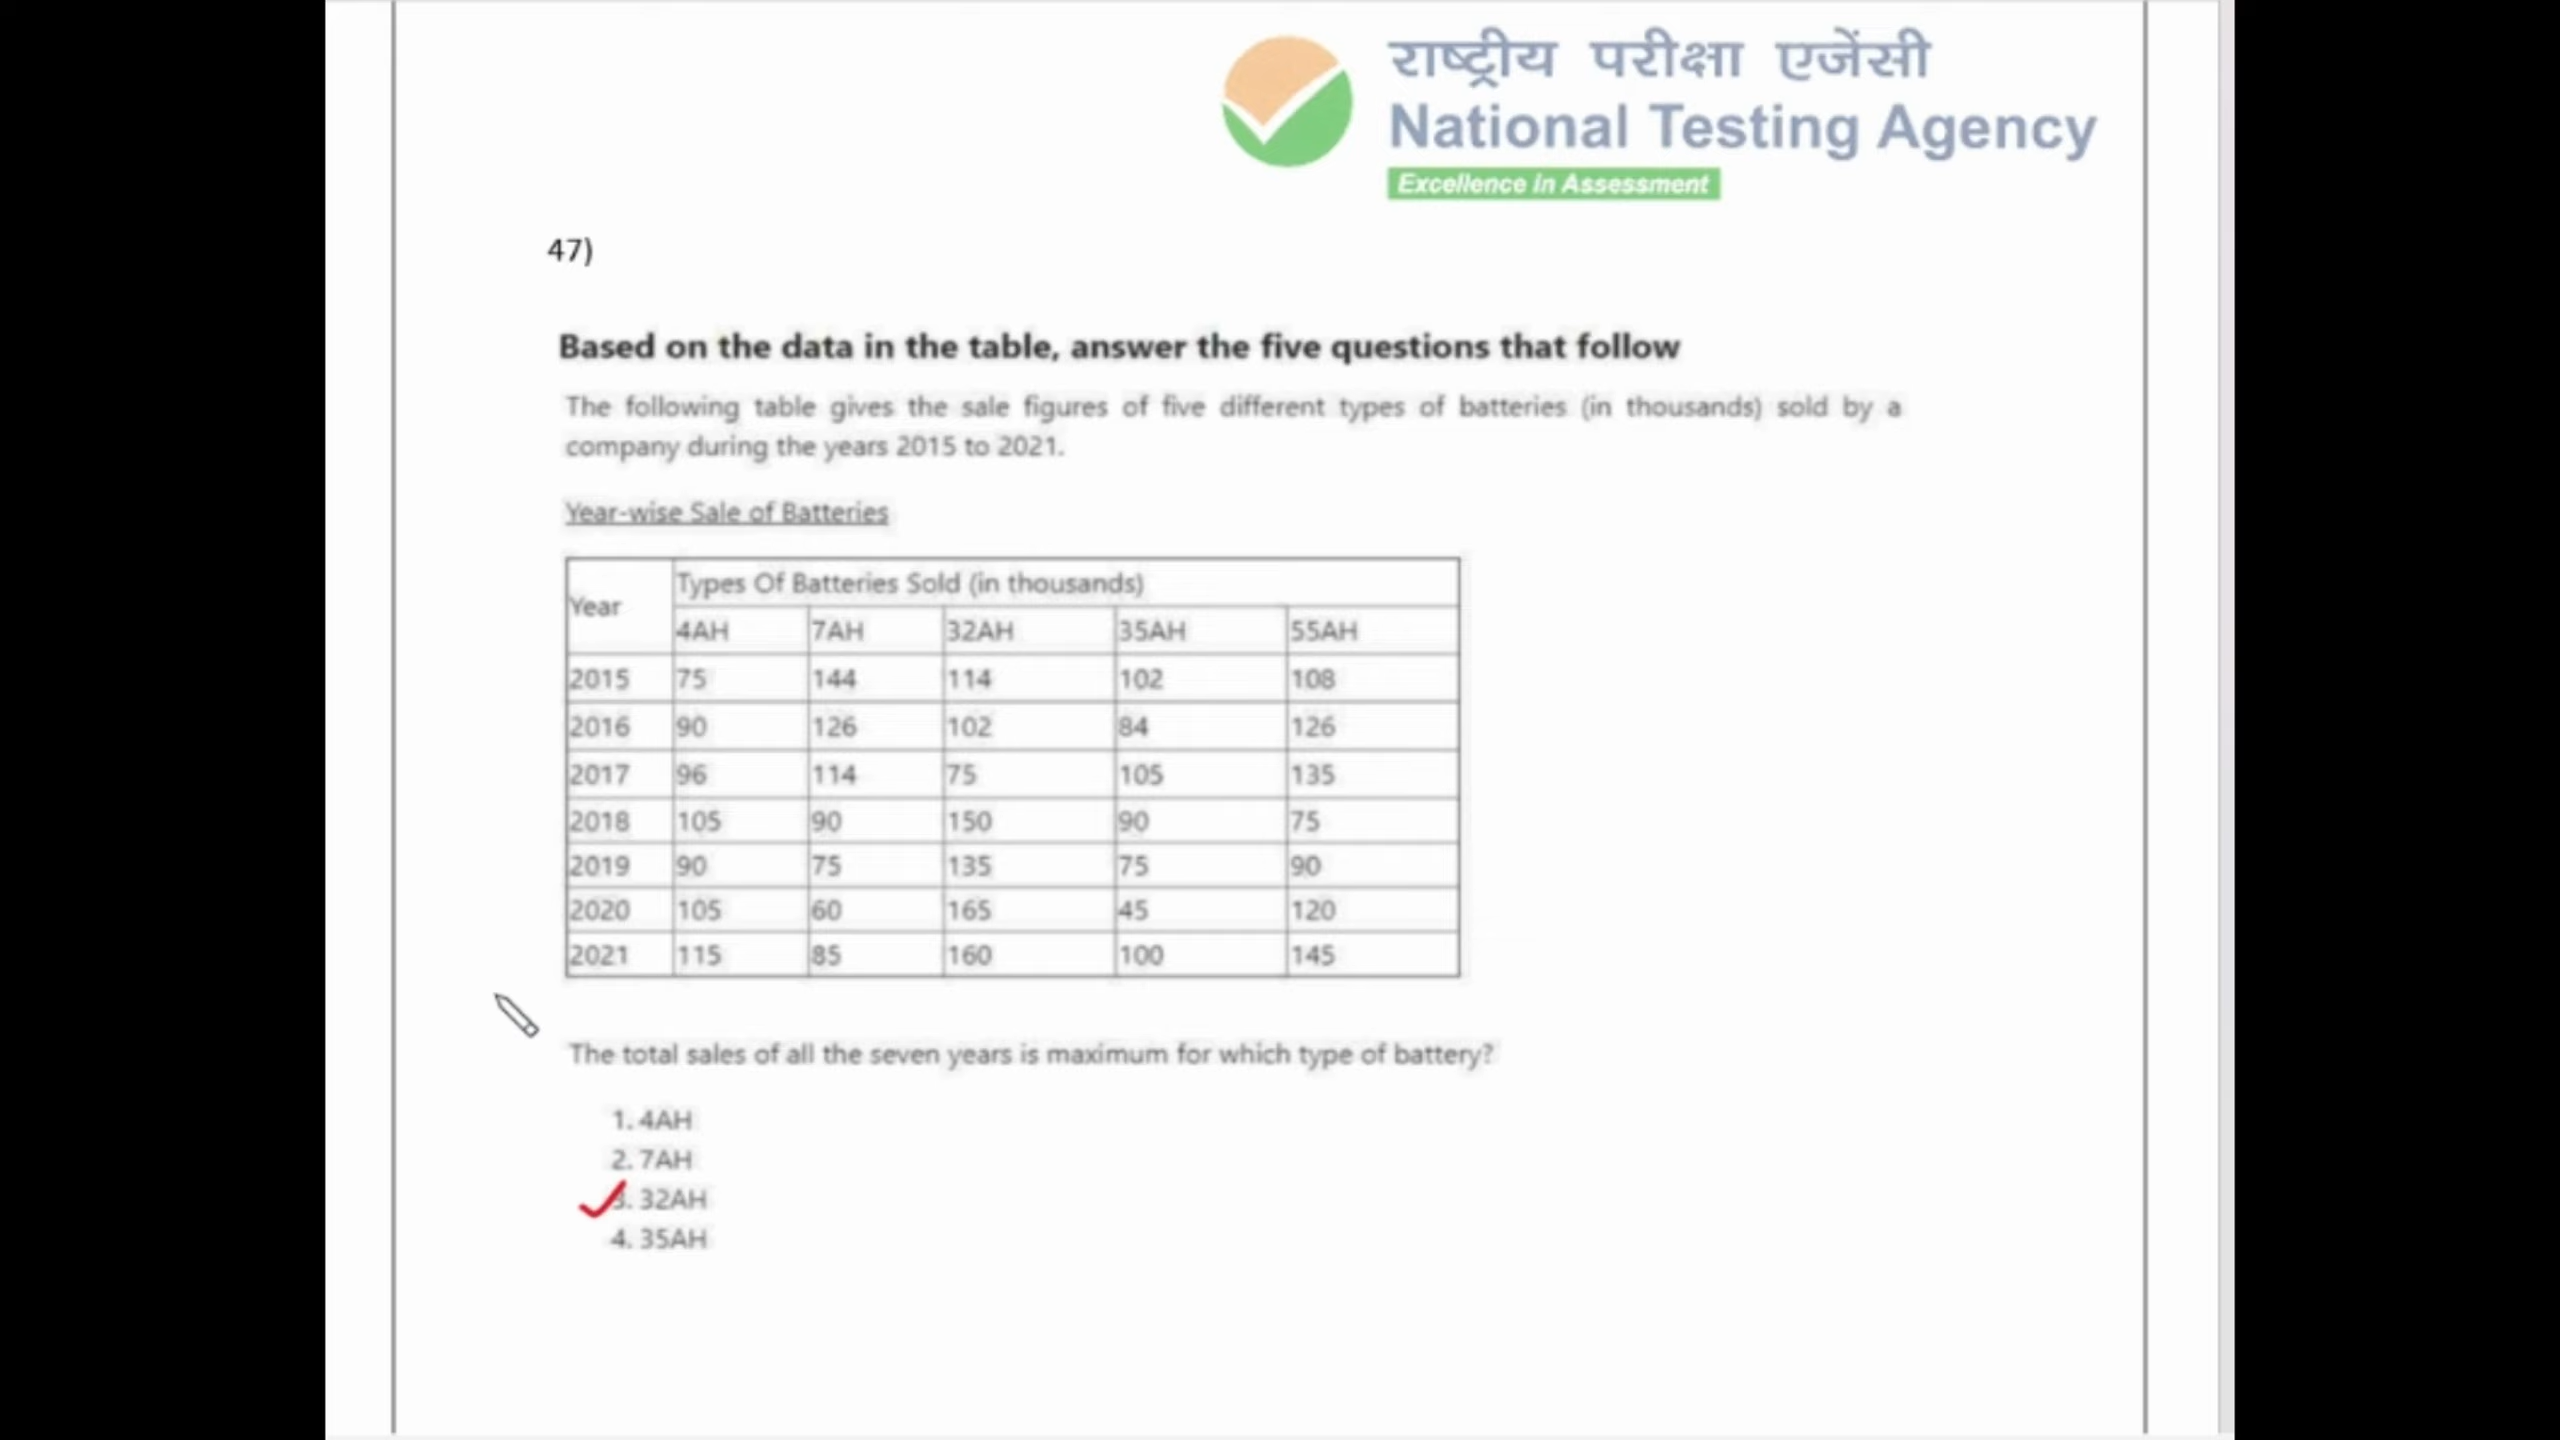 राष्ट्रीय परीक्षा एजेंसी
National Testing Agency
Excellence in Assessment
47)
Based on the data in the table, answer the five questions that follow
The following table gives the sale figures of five different types of batteries (in thousands) sold by a
company during the years 2015 to 2021.
Year-wise Sale of Batteries
Year Types Of Batteries Sold (in thousands)
4AH 7AH 32AH 35AH 55AH
2015 75 144 114 102 108
2016 90 126 102 84 126
2017 96 114 75 105 135
2018 105 90 150 90 75
2019 90 75 135 75 90
2020 105 60 165 45 120
2021 115 85 160 100 145
The total sales of all the seven years is maximum for which type of battery?
1. 4AH
2. 7AH
3. 32AH
4. 35AH